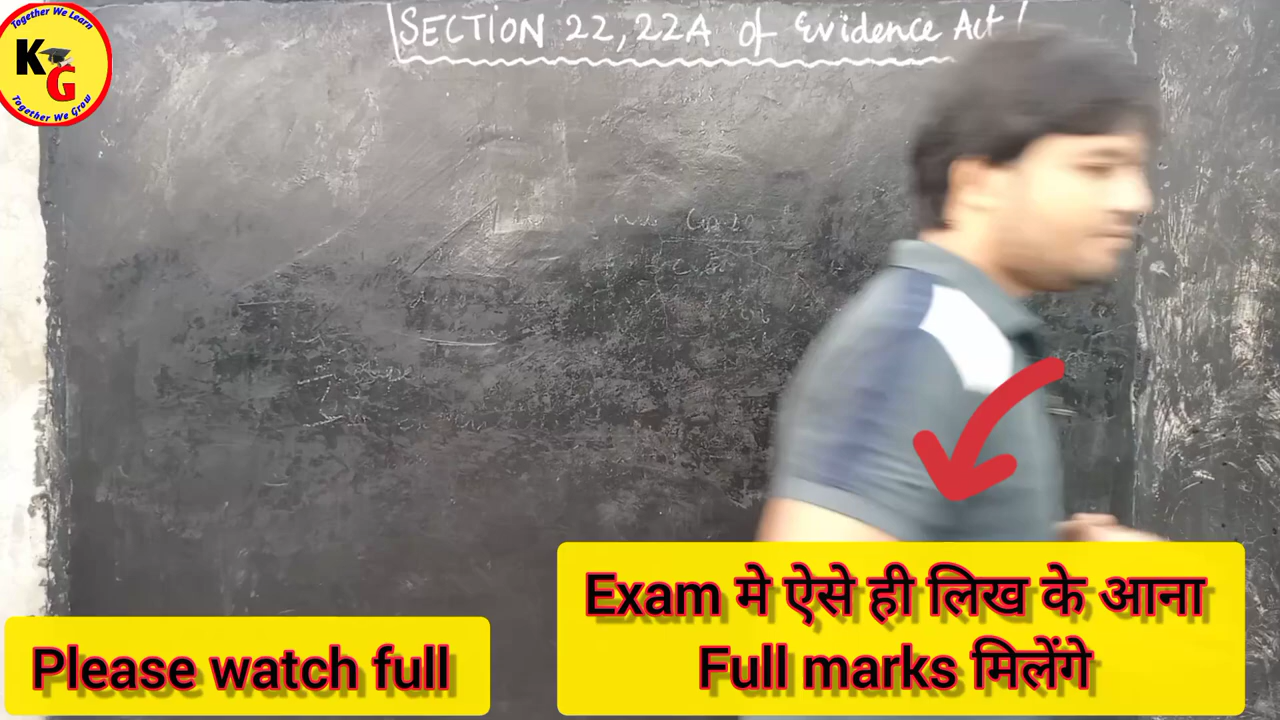 Together We Learn
KG
Together We Grow
SECTION 22, 22A of Evidence Act
Exam मे ऐसे ही लिख के आना
Full marks मिलेंगे
Please watch full